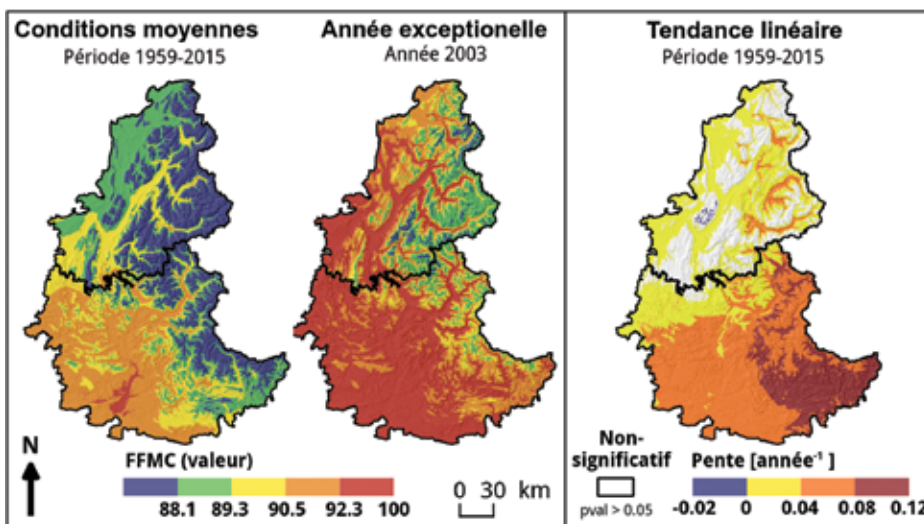 Conditions moyennes
Période 1959-2015
Année exceptionelle
Année 2003
Tendance linéaire
Période 1959-2015
N
FFMC (valeur)
88.1 89.3 90.5 92.3 100
0 30 km
Non-
significatif
pval > 0.05
Pente [année⁻¹ ]
-0.02 0 0.04 0.08 0.12